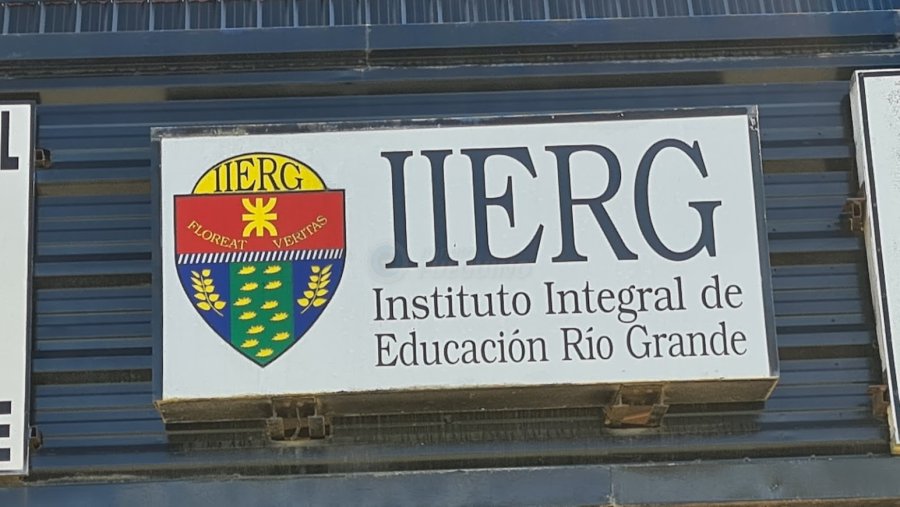 L
E
IIERG
FLOREAT VERITAS
IIERG
Instituto Integral de
Educación Río Grande